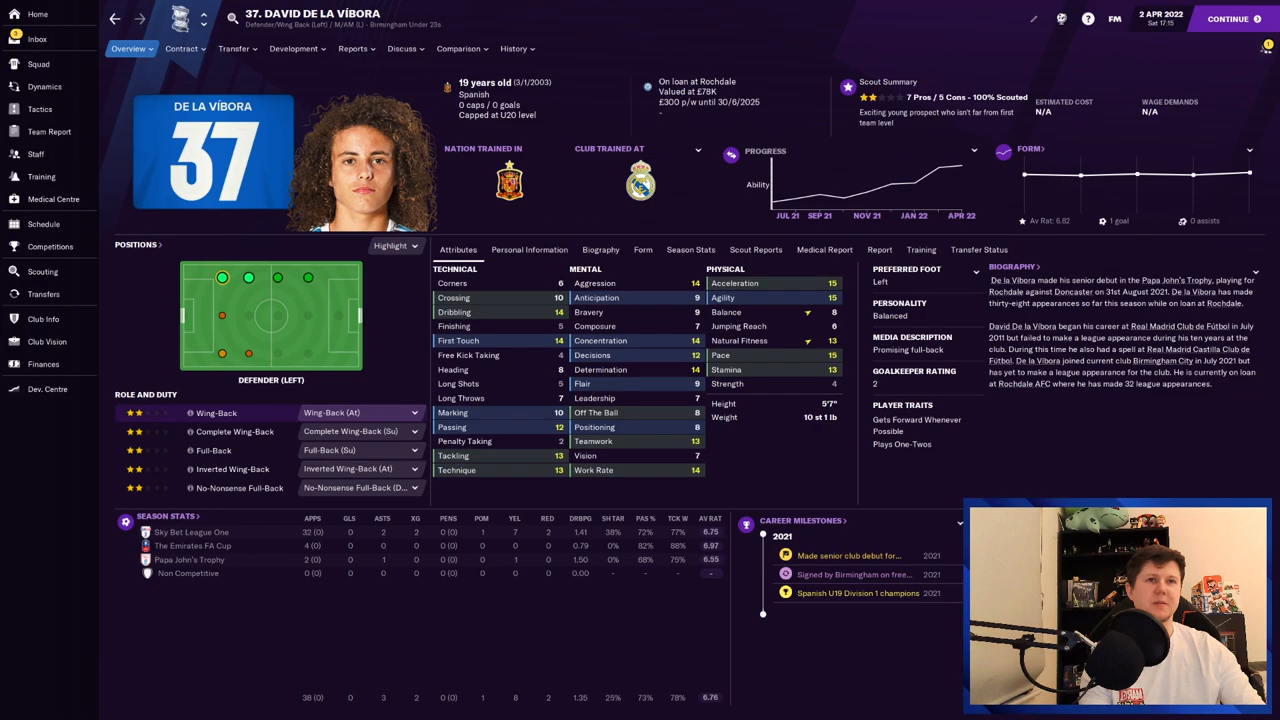 Home
3
Inbox
Squad
Dynamics
Tactics
Team Report
Staff
Training
Medical Centre
Schedule
Competitions
Scouting
Transfers
Club Info
Club Vision
Finances
Dev. Centre
37. DAVID DE LA VÍBORA
Defender/Wing Back (Left) / M/AM (L) - Birmingham Under 23s
FM
2 APR 2022
Sat 17:15
CONTINUE
1
Overview
Contract
Transfer
Development
Reports
Discuss
Comparison
History
DE LA VÍBORA
37
19 years old (3/1/2003)
Spanish
0 caps / 0 goals
Capped at U20 level
On loan at Rochdale
Valued at £78K
£300 p/w until 30/6/2025
-
Scout Summary
7 Pros / 5 Cons - 100% Scouted
Exciting young prospect who isn't far from first
team level
ESTIMATED COST
N/A
WAGE DEMANDS
N/A
NATION TRAINED IN
CLUB TRAINED AT
PROGRESS
Ability
JUL 21 SEP 21 NOV 21 JAN 22 APR 22
FORM
Av Rat: 6.82
1 goal
0 assists
POSITIONS
Highlight
DEFENDER (LEFT)
ROLE AND DUTY
Wing-Back Wing-Back (At)
Complete Wing-Back Complete Wing-Back (Su)
Full-Back Full-Back (Su)
Inverted Wing-Back Inverted Wing-Back (At)
No-Nonsense Full-Back No-Nonsense Full-Back (D...
Attributes
Personal Information
Biography
Form
Season Stats
Scout Reports
Medical Report
Report
Training
Transfer Status
TECHNICAL
Corners 6
Crossing 10
Dribbling 14
Finishing 5
First Touch 14
Free Kick Taking 4
Heading 8
Long Shots 5
Long Throws 7
Marking 10
Passing 12
Penalty Taking 2
Tackling 13
Technique 13
MENTAL
Aggression 14
Anticipation 9
Bravery 9
Composure 7
Concentration 14
Decisions 12
Determination 14
Flair 9
Leadership 7
Off The Ball 8
Positioning 8
Teamwork 13
Vision 7
Work Rate 14
PHYSICAL
Acceleration 15
Agility 15
Balance 8
Jumping Reach 6
Natural Fitness 13
Pace 15
Stamina 13
Strength 4
Height 5'7"
Weight 10 st 1 lb
PREFERRED FOOT
Left
PERSONALITY
Balanced
MEDIA DESCRIPTION
Promising full-back
GOALKEEPER RATING
2
PLAYER TRAITS
Gets Forward Whenever
Possible
Plays One-Twos
BIOGRAPHY
De la Víbora made his senior debut in the Papa John's Trophy, playing for
Rochdale against Doncaster on 31st August 2021. De la Víbora has made
thirty-eight appearances so far this season while on loan at Rochdale.
David De la Víbora began his career at Real Madrid Club de Fútbol in July
2011 but failed to make a league appearance during his ten years at the
club. During this time he also had a spell at Real Madrid Castilla Club de
Fútbol. De la Víbora joined current club Birmingham City in July 2021 but
has yet to make a league appearance for the club. He is currently on loan
at Rochdale AFC where he has made 32 league appearances.
SEASON STATS
APPS GLS ASTS XG PENS POM YEL RED DRBPG SH TAR PAS % TCK W AV RAT
Sky Bet League One 32 (0) 0 2 2 0 (0) 1 7 2 1.41 38% 72% 77% 6.75
The Emirates FA Cup 4 (0) 0 0 0 0 (0) 0 0 0 0.79 0% 82% 88% 6.97
Papa John's Trophy 2 (0) 0 1 0 0 (0) 0 1 0 1.50 0% 68% 75% 6.55
Non Competitive 0 (0) 0 0 0 0 (0) 0 0 0 0.00 - - - -
38 (0) 0 3 2 0 (0) 1 8 2 1.35 25% 73% 78% 6.76
CAREER MILESTONES
2021
Made senior club debut for... 2021
Signed by Birmingham on free... 2021
Spanish U19 Division 1 champions 2021